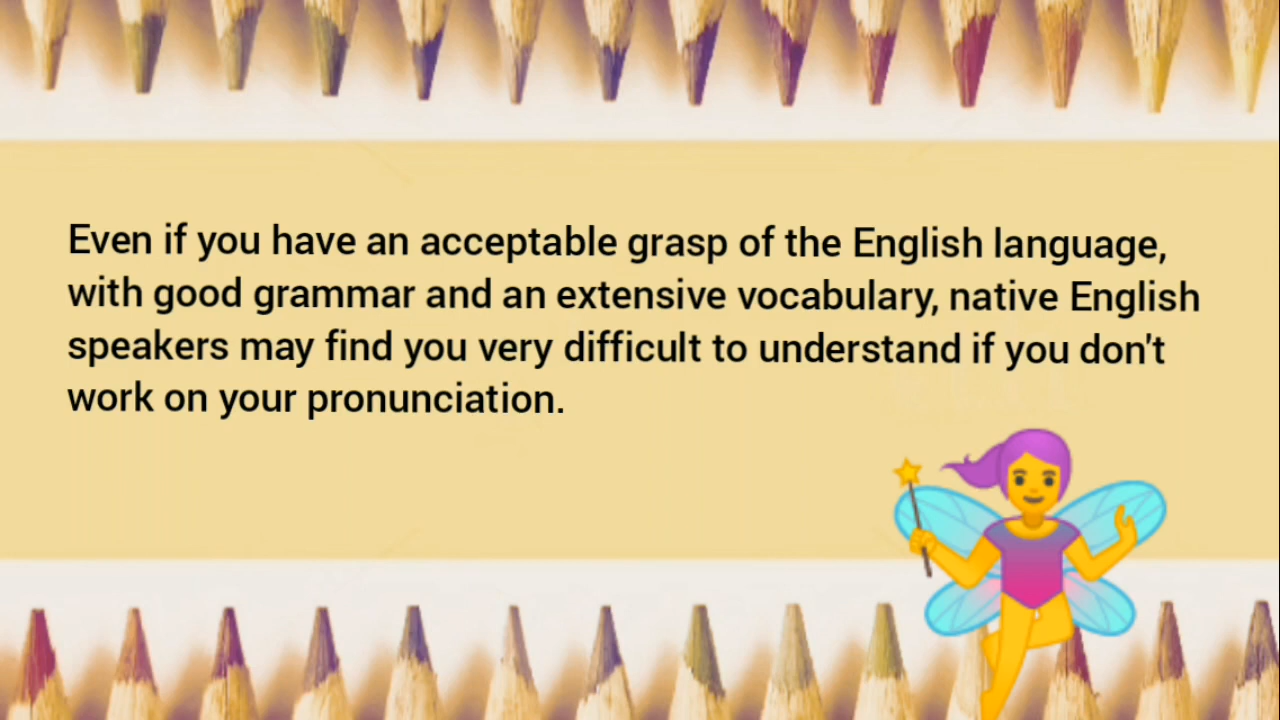 Even if you have an acceptable grasp of the English language,
with good grammar and an extensive vocabulary, native English
speakers may find you very difficult to understand if you don't
work on your pronunciation.